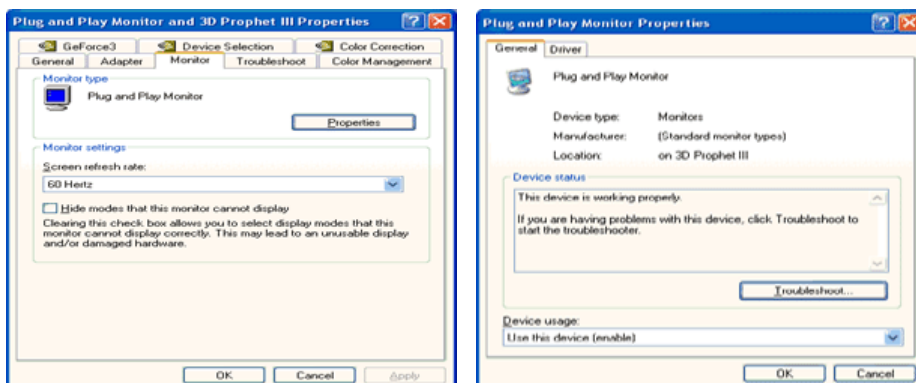 Plug and Play Monitor and 3D Prophet III Properties
GeForce3 Device Selection Color Correction
General Adapter Monitor Troubleshoot Color Management
Monitor type
Plug and Play Monitor
Properties
Monitor settings
Screen refresh rate:
60 Hertz
Hide modes that this monitor cannot display
Clearing this check box allows you to select display modes that this
monitor cannot display correctly. This may lead to an unusable display
and/or damaged hardware.
OK Cancel Apply
Plug and Play Monitor Properties
General Driver
Plug and Play Monitor
Device type: Monitors
Manufacturer: (Standard monitor types)
Location: on 3D Prophet III
Device status
This device is working properly.
If you are having problems with this device, click Troubleshoot to
start the troubleshooter.
Troubleshoot...
Device usage:
Use this device (enable)
OK Cancel